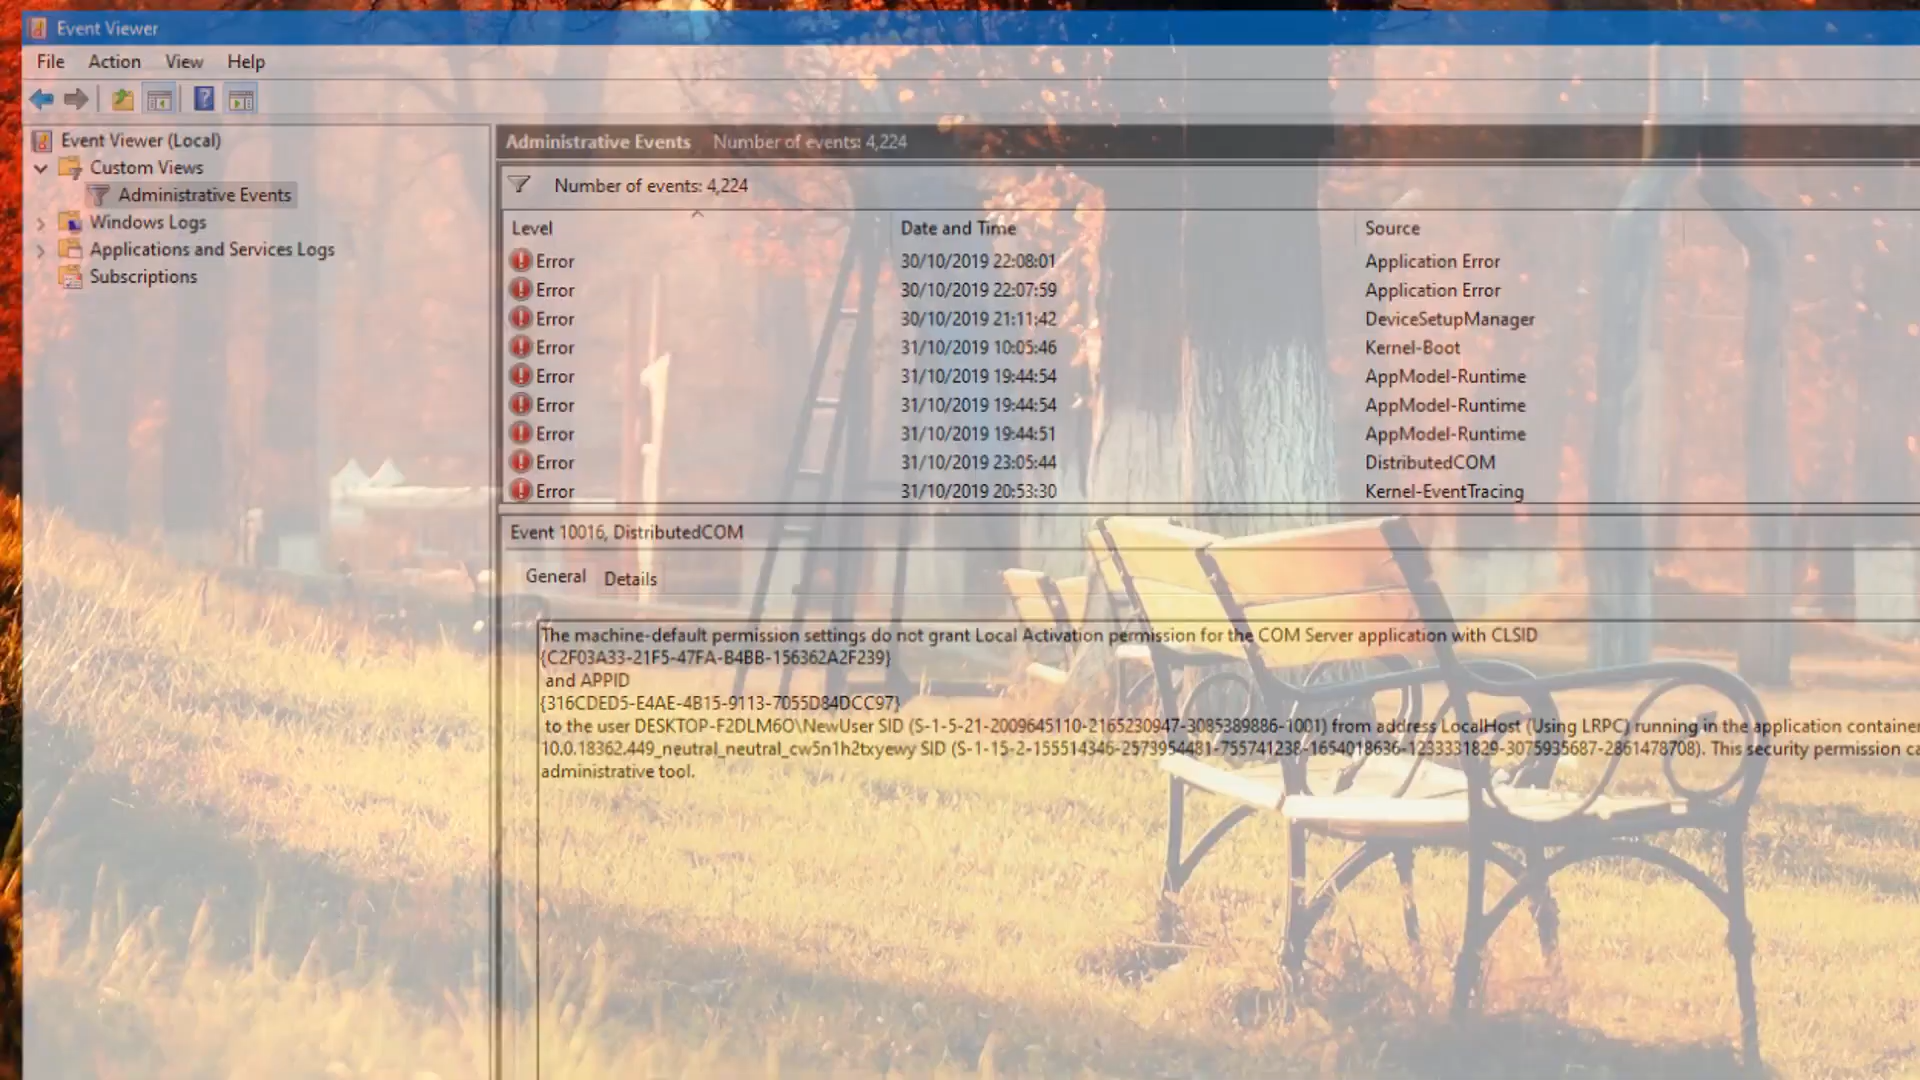 Event Viewer
File Action View Help
Event Viewer (Local)
Custom Views
Administrative Events
Windows Logs
Applications and Services Logs
Subscriptions
Administrative Events Number of events: 4,224
Number of events: 4,224
Level Date and Time Source
Error 30/10/2019 22:08:01 Application Error
Error 30/10/2019 22:07:59 Application Error
Error 30/10/2019 21:11:42 DeviceSetupManager
Error 31/10/2019 10:05:46 Kernel-Boot
Error 31/10/2019 19:44:54 AppModel-Runtime
Error 31/10/2019 19:44:54 AppModel-Runtime
Error 31/10/2019 19:44:51 AppModel-Runtime
Error 31/10/2019 23:05:44 DistributedCOM
Error 31/10/2019 20:53:30 Kernel-EventTracing
Event 10016, DistributedCOM
General Details
The machine-default permission settings do not grant Local Activation permission for the COM Server application with CLSID
{C2F03A33-21F5-47FA-B4BB-156362A2F239}
and APPID
{316CDED5-E4AE-4B15-9113-7055D84DCC97}
to the user DESKTOP-F2DLM6O\NewUser SID (S-1-5-21-2009645110-2165230947-3085389886-1001) from address LocalHost (Using LRPC) running in the application container
10.0.18362.449_neutral_neutral_cw5n1h2txyewy SID (S-1-15-2-155514346-2573954481-755741238-1654018636-1233331829-3075935687-2861478708). This security permission ca
administrative tool.